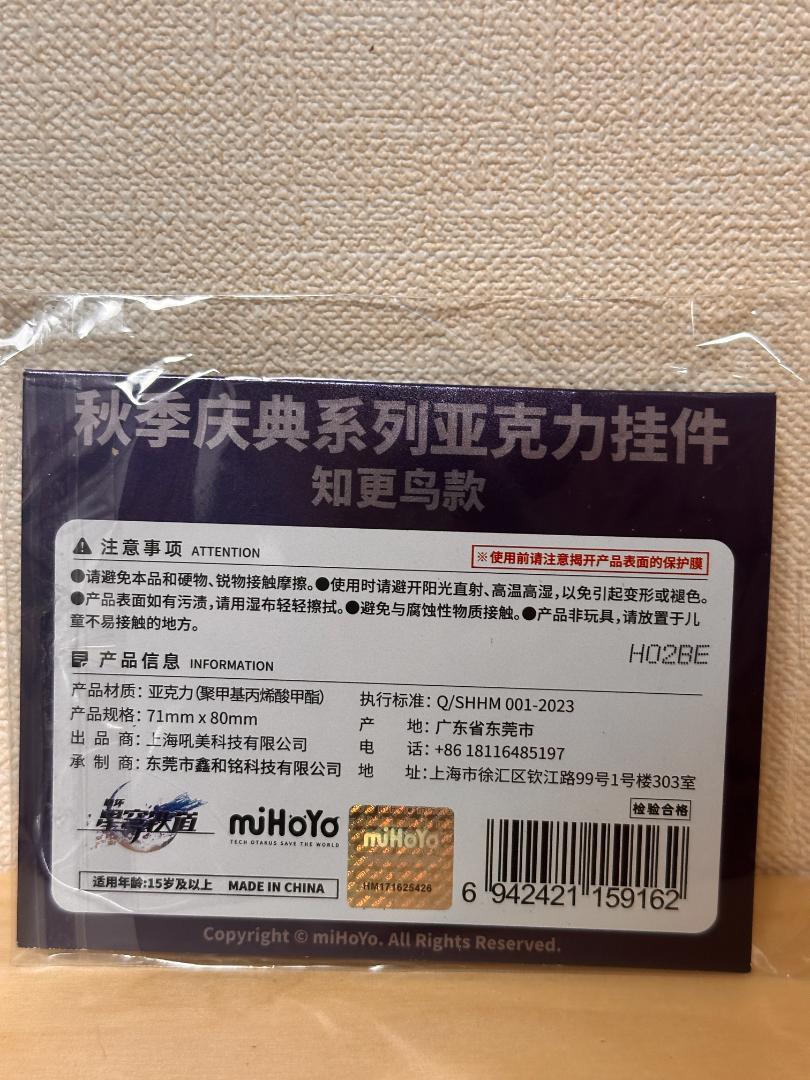 秋季庆典系列亚克力挂件
知更鸟款
注意事项 ATTENTION
※使用前请注意揭开产品表面的保护膜
●请避免本品和硬物、锐物接触摩擦。●使用时请避开阳光直射、高温高湿,以免引起变形或褪色。
●产品表面如有污渍,请用湿布轻轻擦拭。●避免与腐蚀性物质接触。●产品非玩具,请放置于儿
童不易接触的地方。
H02BE
产品信息 INFORMATION
产品材质:亚克力(聚甲基丙烯酸甲酯)
产品规格:71mm x 80mm
出品商:上海吼美科技有限公司
承制商:东莞市鑫和铭科技有限公司
执行标准:Q/SHHM 001-2023
产地:广东省东莞市
电话:+86 18116485197
地址:上海市徐汇区钦江路99号1号楼303室
检验合格
崩坏
星穹铁道
miHoYo
TECH OTAKUS SAVE THE WORLD
miHoYo
HM171625426
6 942421 159162
适用年龄:15岁及以上 MADE IN CHINA
Copyright © miHoYo. All Rights Reserved.